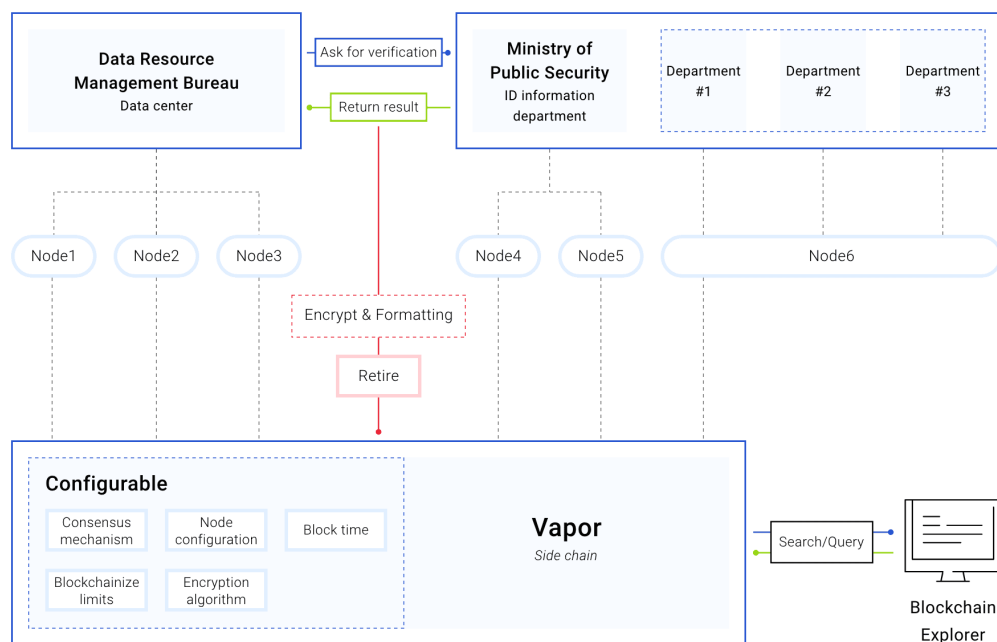 Data Resource
Management Bureau
Data center
Ask for verification
Return result
Ministry of
Public Security
ID information
department
Department
#1
Department
#2
Department
#3
Node1
Node2
Node3
Node4
Node5
Node6
Encrypt & Formatting
Retire
Configurable
Consensus
mechanism
Node
configuration
Block time
Blockchainize
limits
Encryption
algorithm
Vapor
Side chain
Search/Query
Blockchain
Explorer